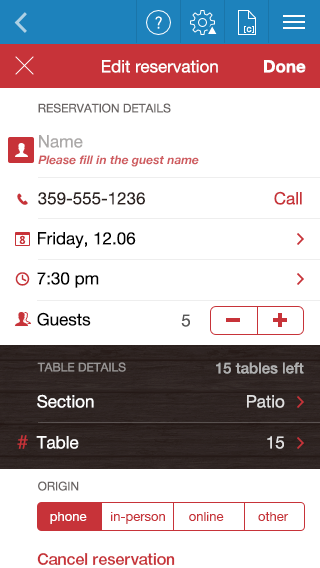 Edit reservation
Done
RESERVATION DETAILS
Name
Please fill in the guest name
359-555-1236
Call
8
Friday, 12.06
7:30 pm
Guests
5
TABLE DETAILS
15 tables left
Section
Patio
# Table
15
ORIGIN
phone
in-person
online
other
Cancel reservation